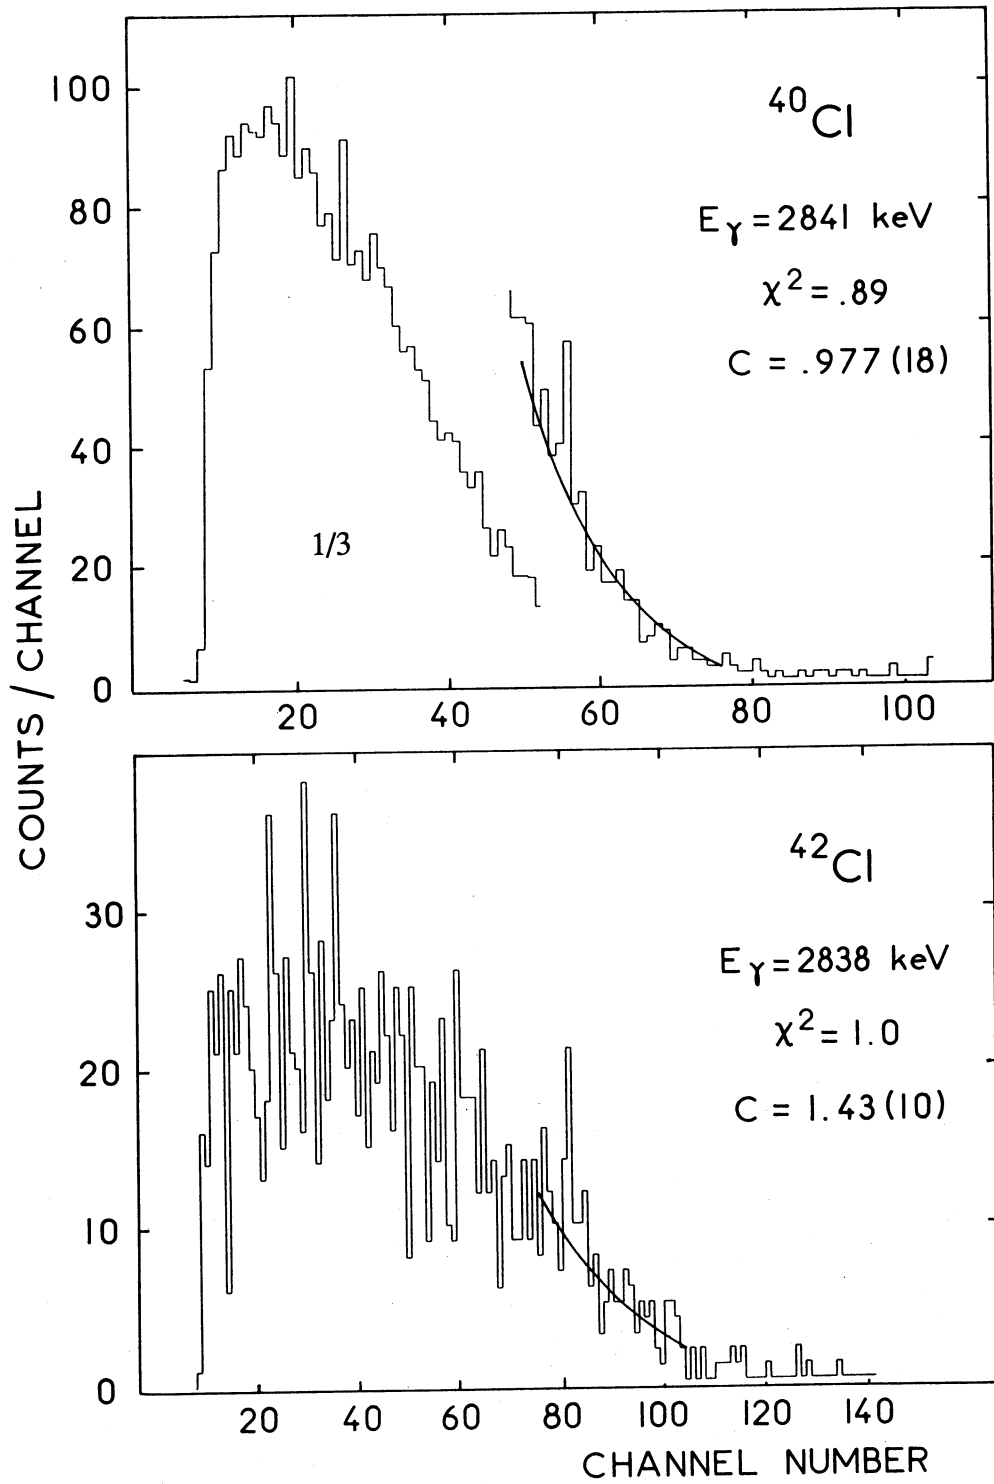 COUNTS / CHANNEL
100
80
60
40
20
0
⁴⁰Cl
Eγ = 2841 keV
χ² = .89
C = .977 (18)
1/3
20 40 60 80 100
30
20
10
0
⁴²Cl
Eγ = 2838 keV
χ² = 1.0
C = 1.43 (10)
20 40 60 80 100 120 140
CHANNEL NUMBER